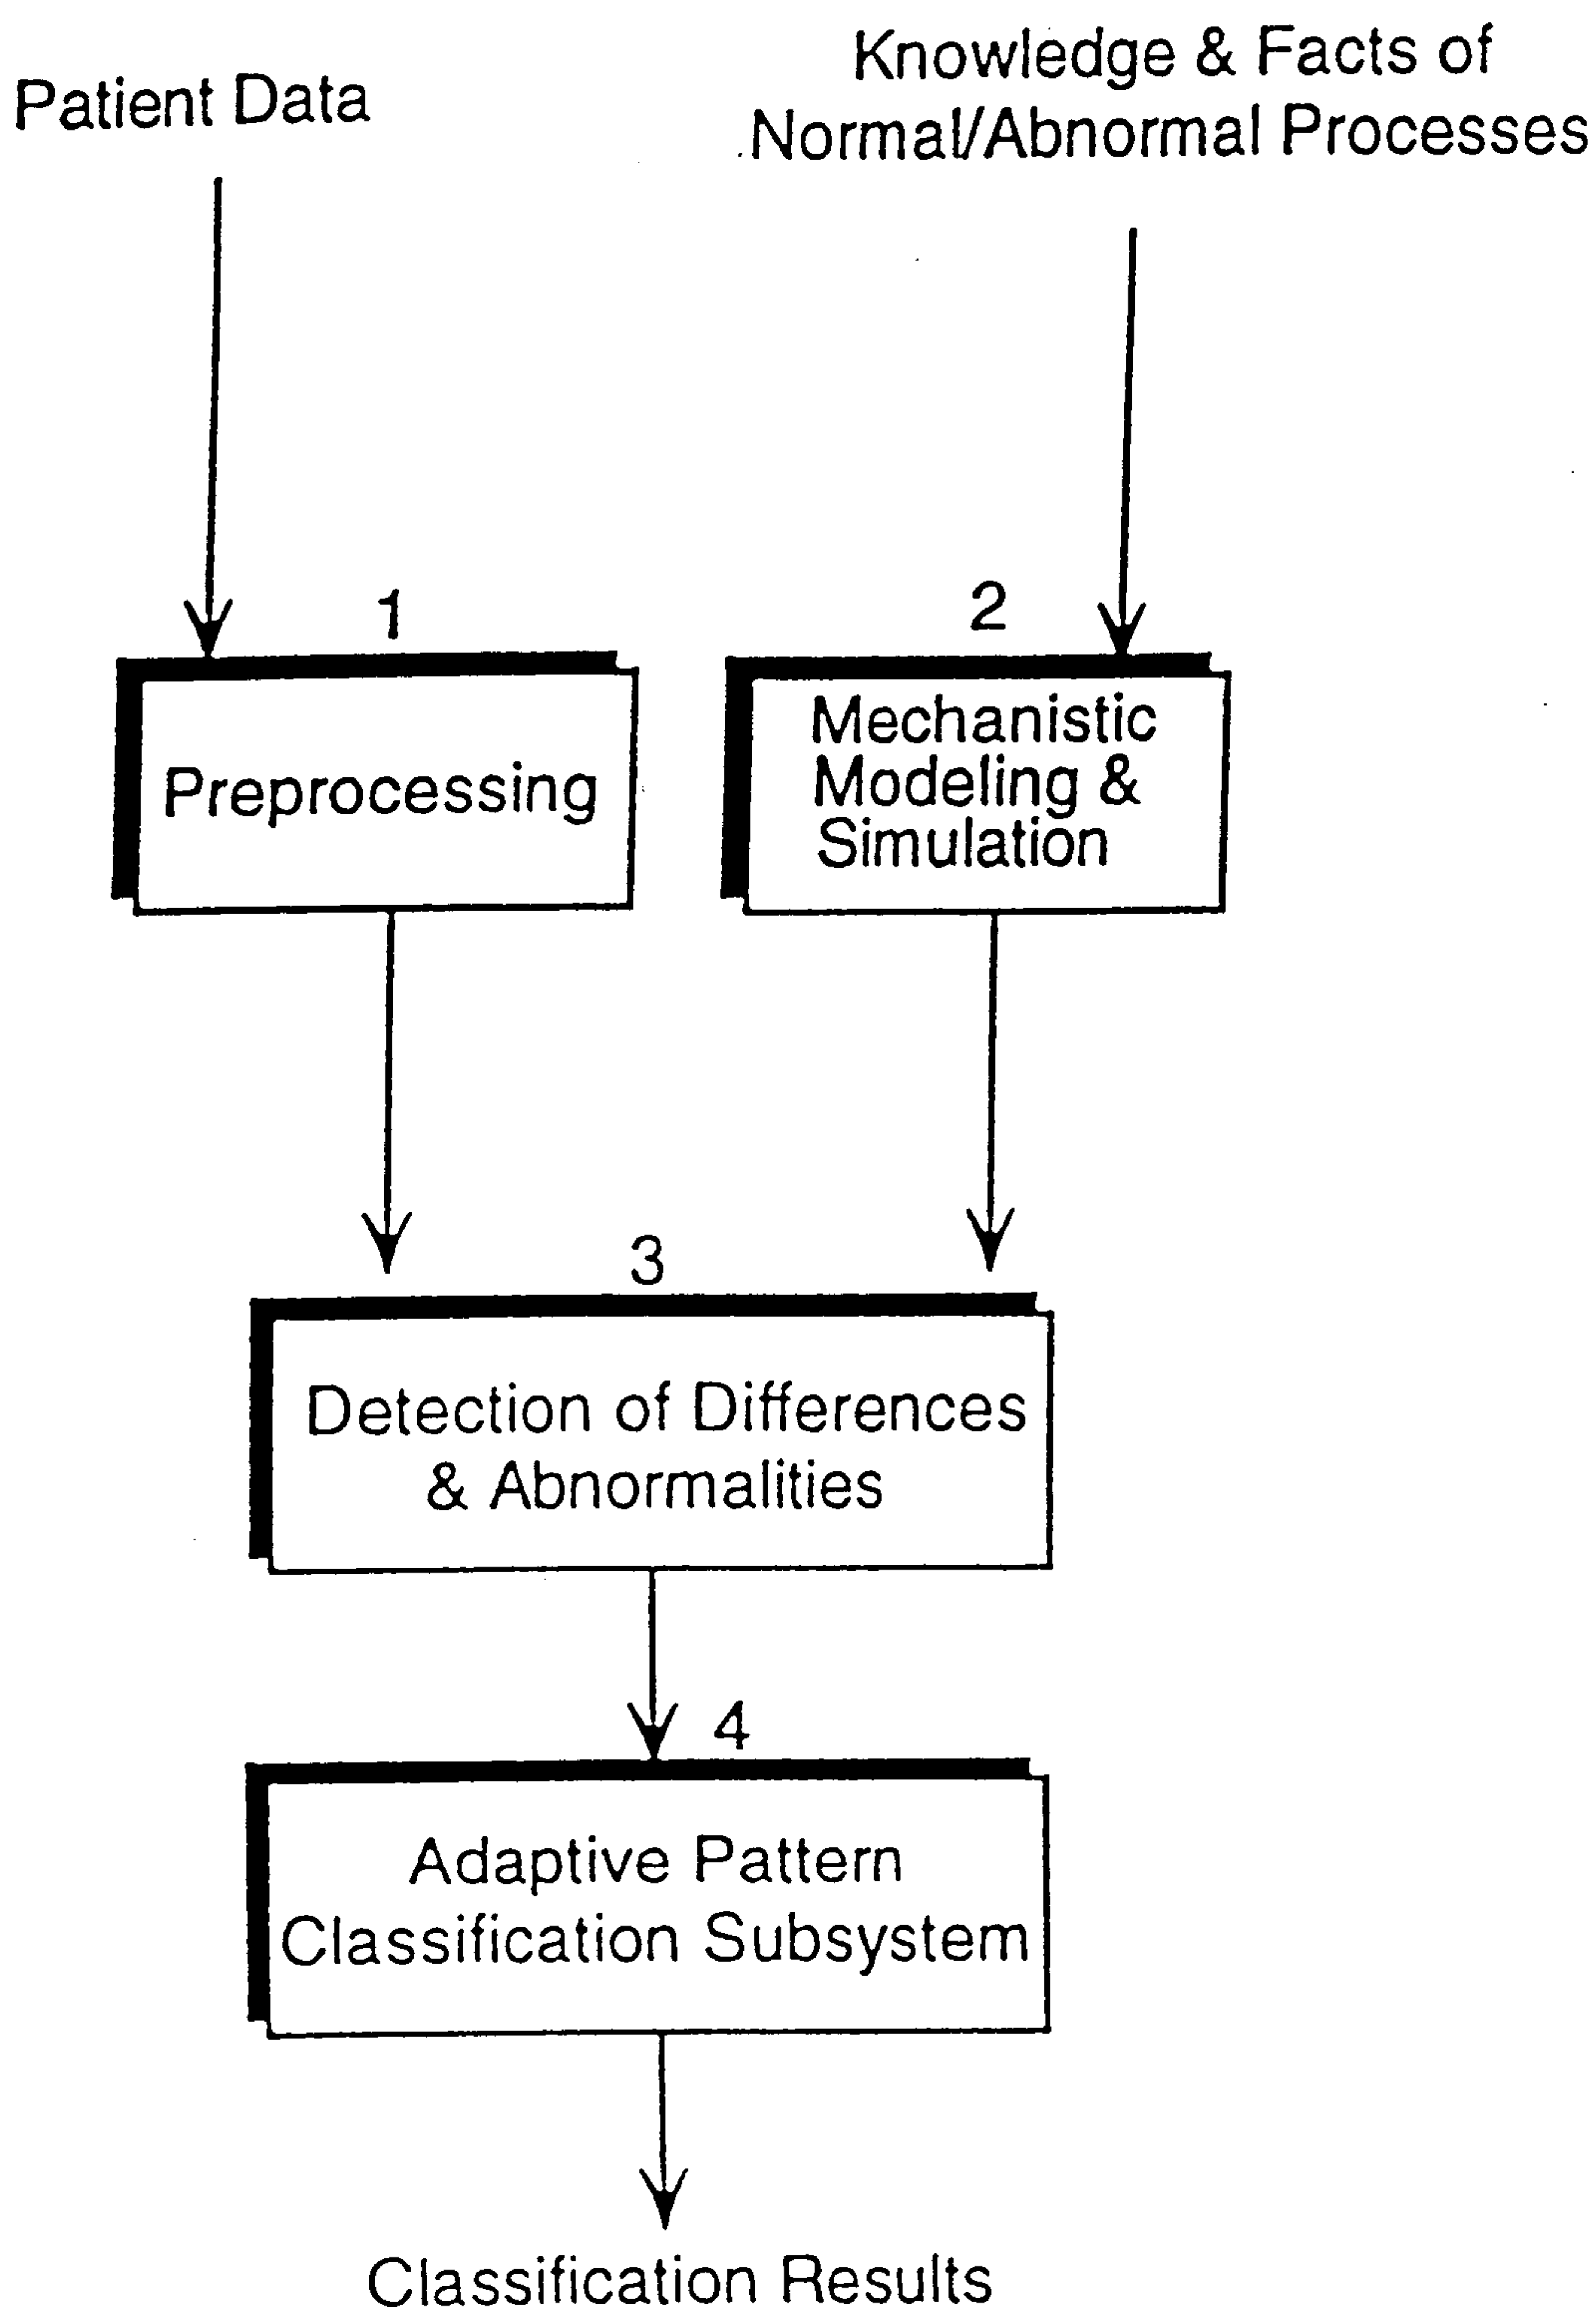 Patient Data
Knowledge & Facts of
Normal/Abnormal Processes
1
Preprocessing
2
Mechanistic
Modeling &
Simulation
3
Detection of Differences
& Abnormalities
4
Adaptive Pattern
Classification Subsystem
Classification Results